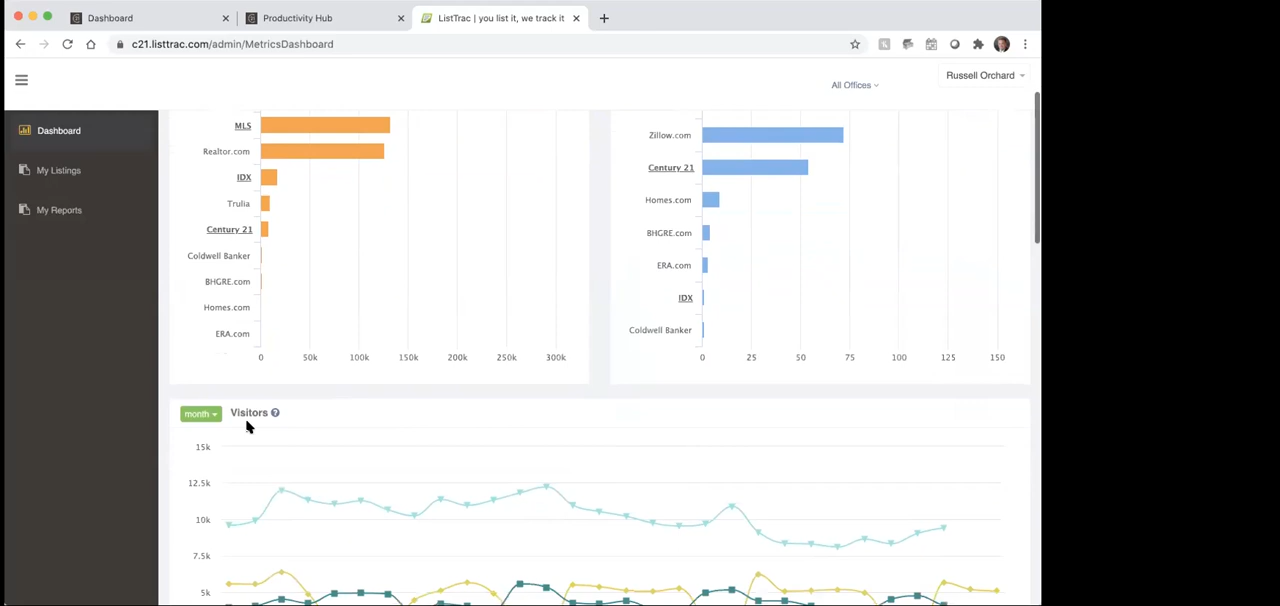 Dashboard
Productivity Hub
ListTrac | you list it, we track it
c21.listtrac.com/admin/MetricsDashboard
All Offices
Russell Orchard
Dashboard
My Listings
My Reports
MLS
Realtor.com
IDX
Trulia
Century 21
Coldwell Banker
BHGRE.com
Homes.com
ERA.com
0 50k 100k 150k 200k 250k 300k
Zillow.com
Century 21
Homes.com
BHGRE.com
ERA.com
IDX
Coldwell Banker
0 25 50 75 100 125 150
month Visitors ?
15k
12.5k
10k
7.5k
5k